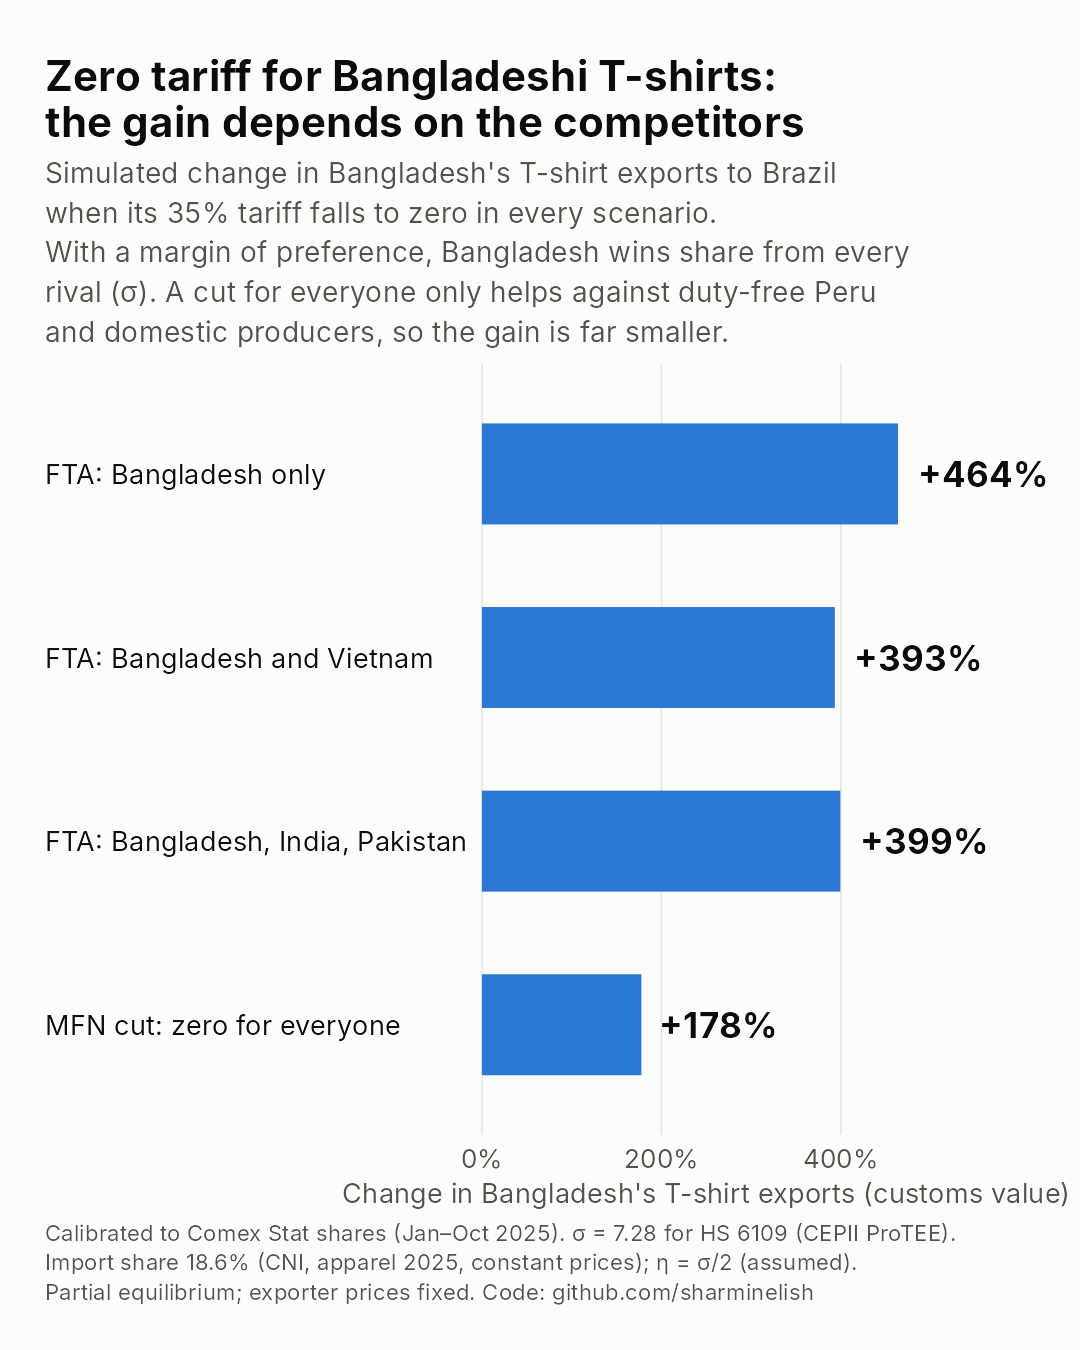 Zero tariff for Bangladeshi T-shirts:
the gain depends on the competitors
Simulated change in Bangladesh's T-shirt exports to Brazil
when its 35% tariff falls to zero in every scenario.
With a margin of preference, Bangladesh wins share from every
rival (σ). A cut for everyone only helps against duty-free Peru
and domestic producers, so the gain is far smaller.
FTA: Bangladesh only +464%
FTA: Bangladesh and Vietnam +393%
FTA: Bangladesh, India, Pakistan +399%
MFN cut: zero for everyone +178%
0% 200% 400%
Change in Bangladesh's T-shirt exports (customs value)
Calibrated to Comex Stat shares (Jan–Oct 2025). σ = 7.28 for HS 6109 (CEPII ProTEE).
Import share 18.6% (CNI, apparel 2025, constant prices); η = σ/2 (assumed).
Partial equilibrium; exporter prices fixed. Code: github.com/sharminelish